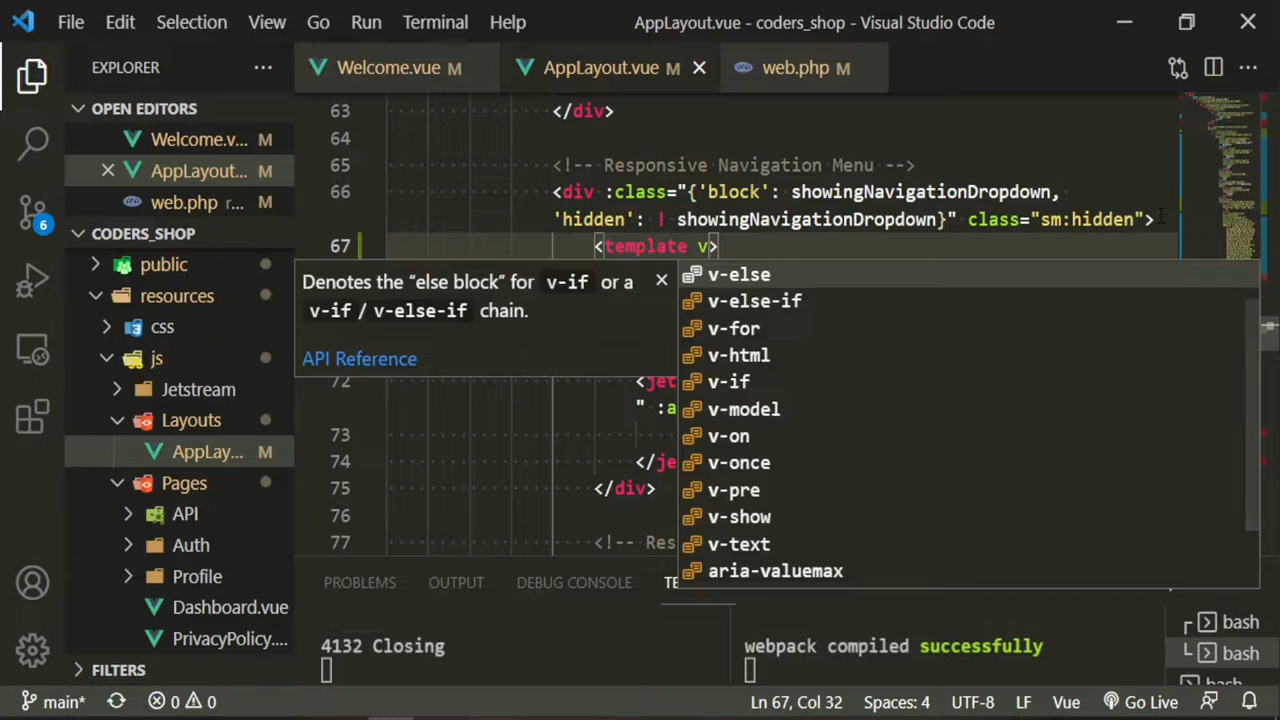 File Edit Selection View Go Run Terminal Help AppLayout.vue - coders_shop - Visual Studio Code
EXPLORER
Welcome.vue M
AppLayout.vue M
web.php M
OPEN EDITORS
Welcome.v... M
AppLayout... M
web.php r... M
CODERS_SHOP
public
resources
css
js
Jetstream
Layouts
AppLay... M
Pages
API
Auth
Profile
Dashboard.vue
PrivacyPolicy....
FILTERS
63 </div>
64
65 <!-- Responsive Navigation Menu -->
66 <div :class="{'block': showingNavigationDropdown,
'hidden': ! showingNavigationDropdown}" class="sm:hidden">
67 <template v>
Denotes the “else block” for v-if or a
v-if / v-else-if chain.
API Reference
v-else
v-else-if
v-for
v-html
v-if
v-model
v-on
v-once
v-pre
v-show
v-text
aria-valuemax
72 <jet
" :a
73
74 </je
75 </div>
76
77 <!-- Res
PROBLEMS OUTPUT DEBUG CONSOLE TE
4132 Closing
webpack compiled successfully
bash
bash
6
main* 0 0 Ln 67, Col 32 Spaces: 4 UTF-8 LF Vue Go Live